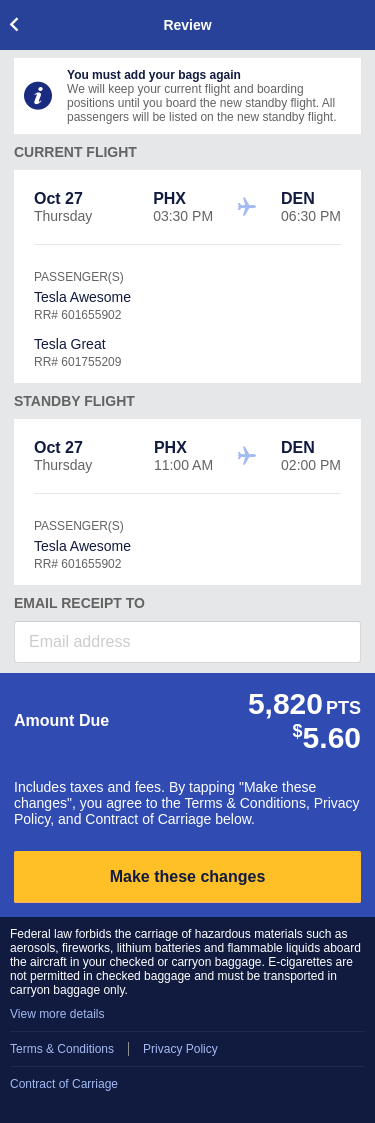 Review
You must add your bags again
We will keep your current flight and boarding
positions until you board the new standby flight. All
passengers will be listed on the new standby flight.
CURRENT FLIGHT
Oct 27 PHX DEN
Thursday 03:30 PM 06:30 PM
PASSENGER(S)
Tesla Awesome
RR# 601655902
Tesla Great
RR# 601755209
STANDBY FLIGHT
Oct 27 PHX DEN
Thursday 11:00 AM 02:00 PM
PASSENGER(S)
Tesla Awesome
RR# 601655902
EMAIL RECEIPT TO
Email address
5,820 PTS
Amount Due
$5.60
Includes taxes and fees. By tapping "Make these
changes", you agree to the Terms & Conditions, Privacy
Policy, and Contract of Carriage below.
Make these changes
Federal law forbids the carriage of hazardous materials such as
aerosols, fireworks, lithium batteries and flammable liquids aboard
the aircraft in your checked or carryon baggage. E-cigarettes are
not permitted in checked baggage and must be transported in
carryon baggage only.
View more details
Terms & Conditions Privacy Policy
Contract of Carriage